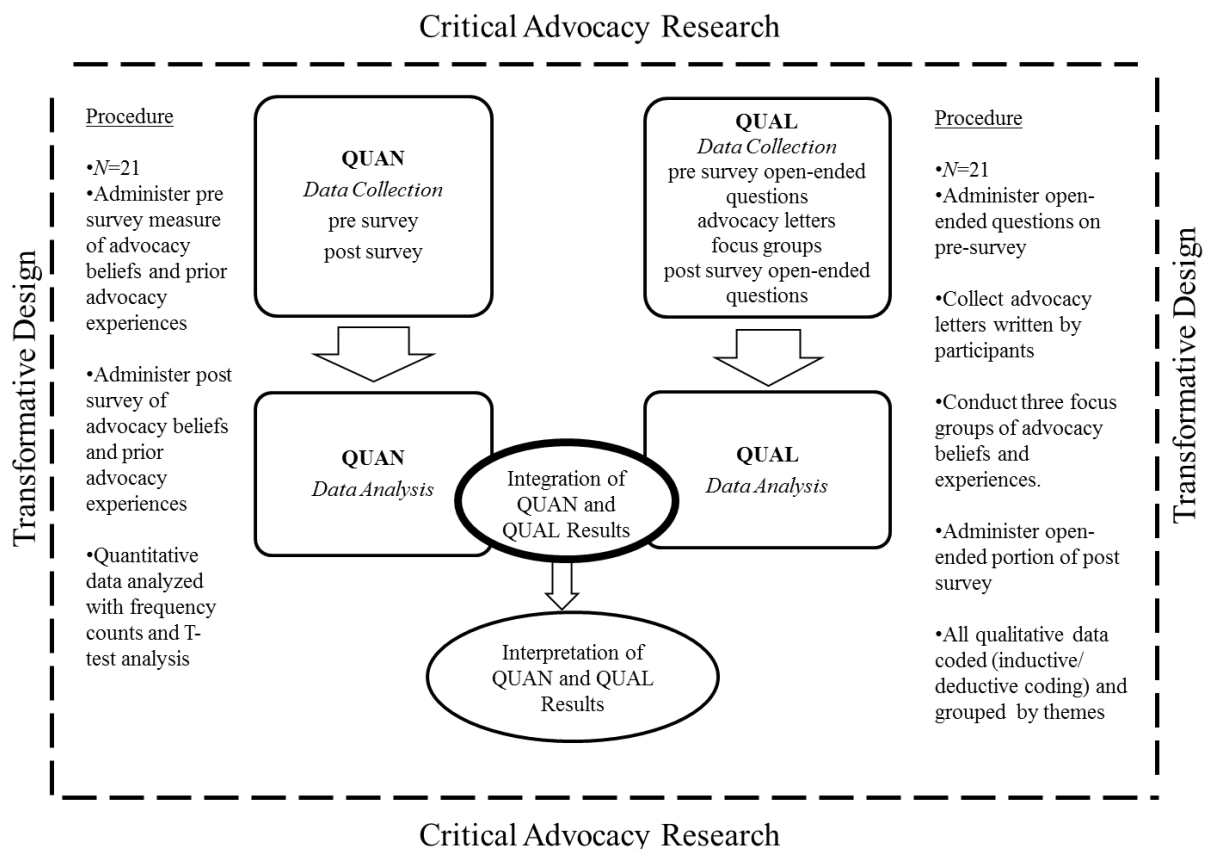 Critical Advocacy Research
Transformative Design
Procedure
•N=21
•Administer pre
survey measure
of advocacy
beliefs and prior
advocacy
experiences
•Administer post
survey of
advocacy beliefs
and prior
advocacy
experiences
•Quantitative
data analyzed
with frequency
counts and T-
test analysis
QUAN
Data Collection
pre survey
post survey
QUAL
Data Collection
pre survey open-ended
questions
advocacy letters
focus groups
post survey open-ended
questions
QUAN
Data Analysis
Integration of
QUAN and
QUAL Results
QUAL
Data Analysis
Interpretation of
QUAN and QUAL
Results
Procedure
•N=21
•Administer open-
ended questions on
pre-survey
•Collect advocacy
letters written by
participants
•Conduct three focus
groups of advocacy
beliefs and
experiences.
•Administer open-
ended portion of post
survey
•All qualitative data
coded (inductive/
deductive coding) and
grouped by themes
Transformative Design
Critical Advocacy Research